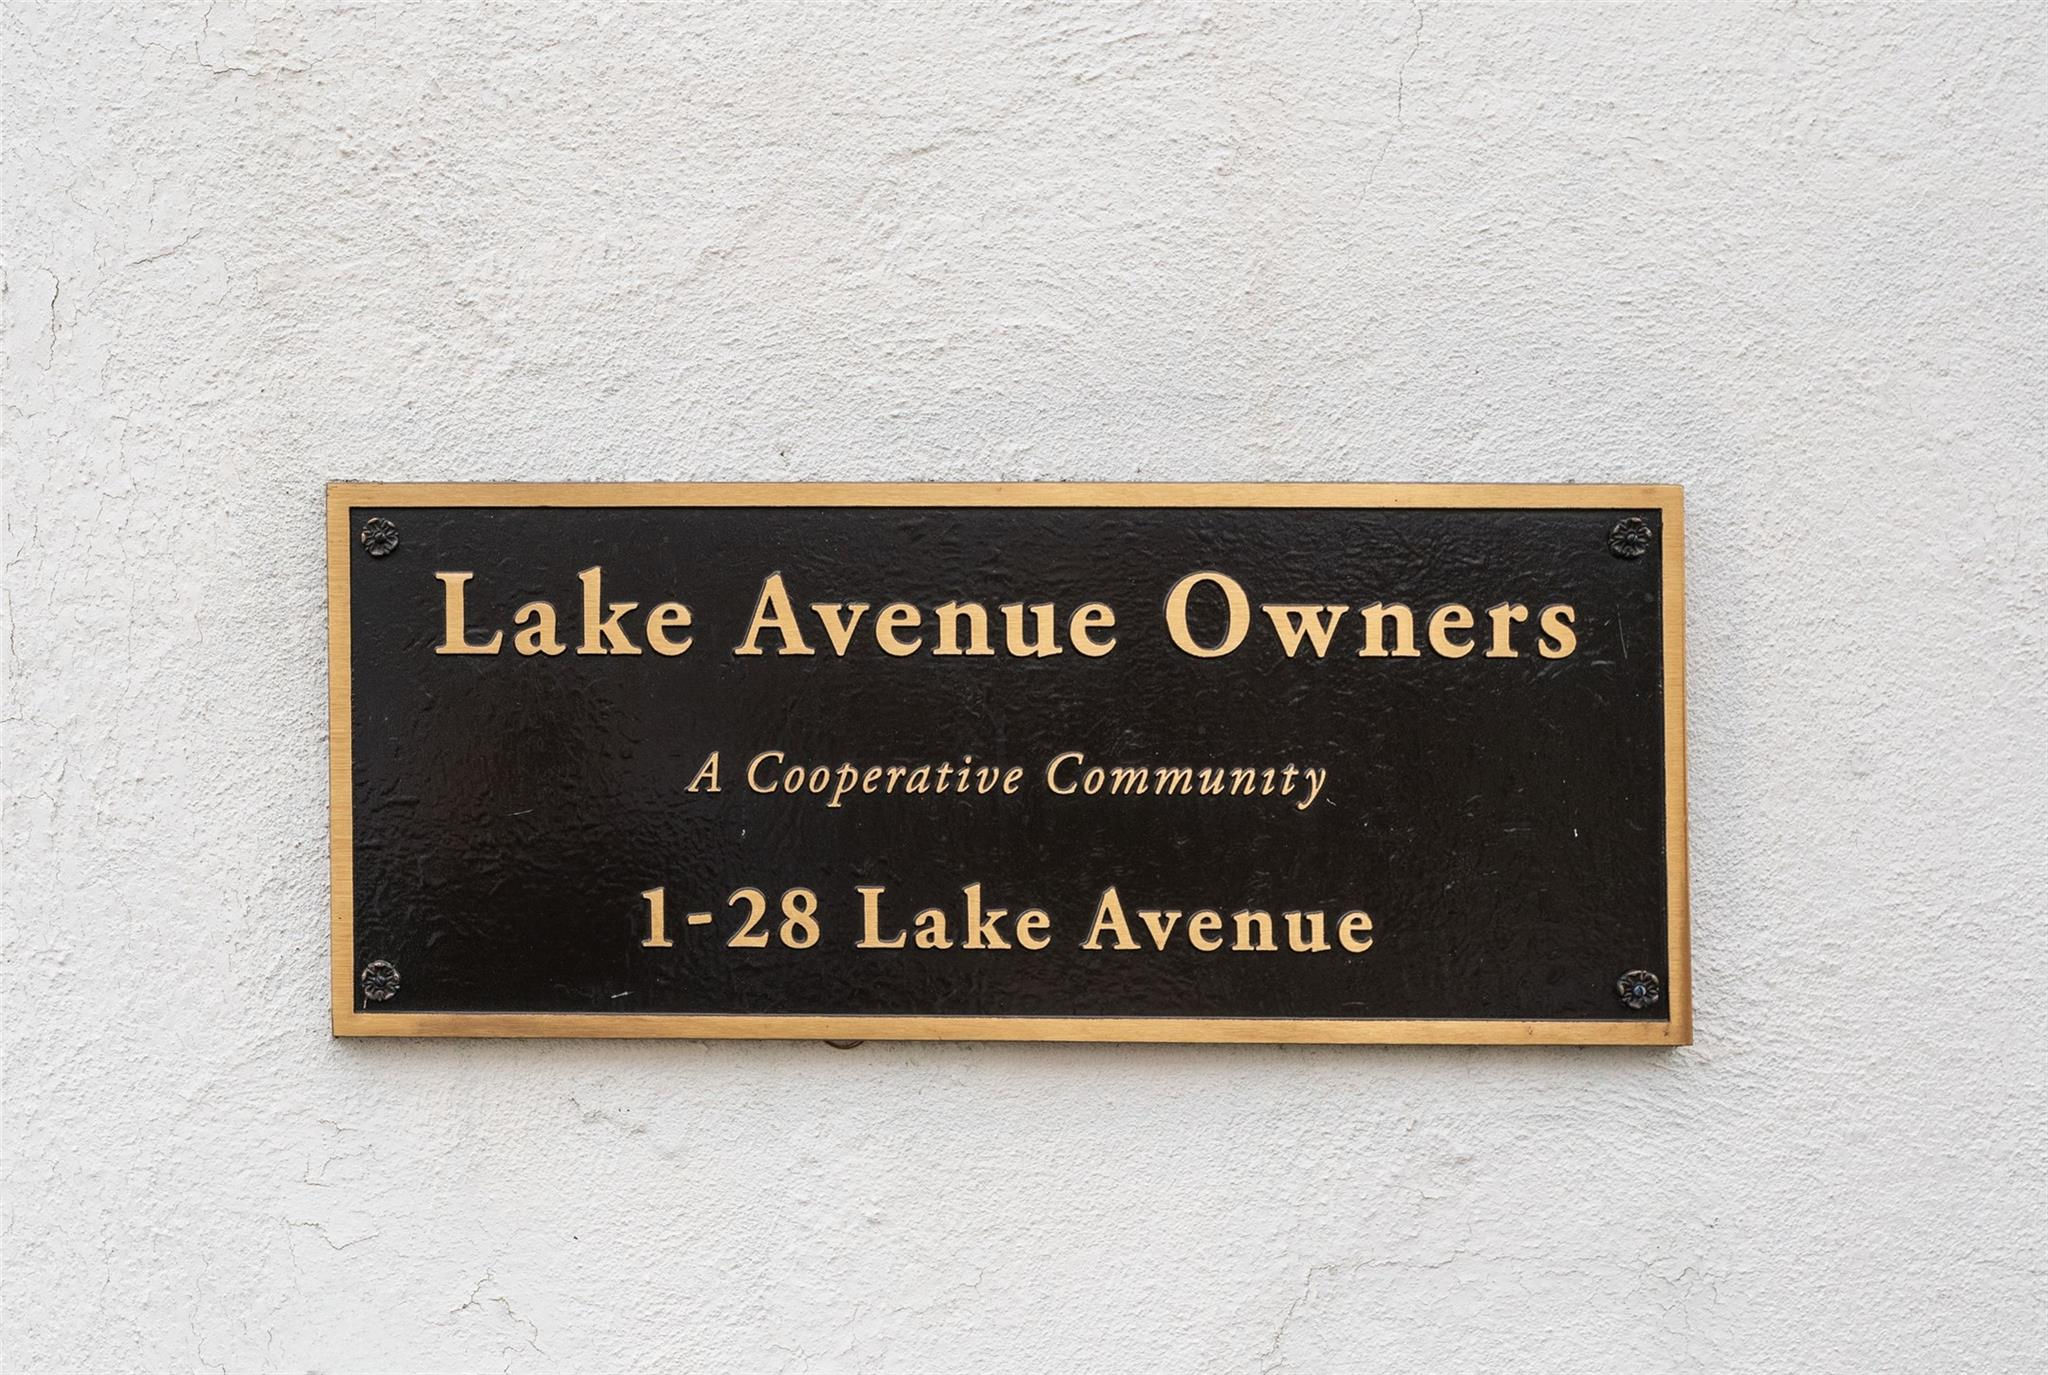 Lake Avenue Owners
A Cooperative Community
1-28 Lake Avenue